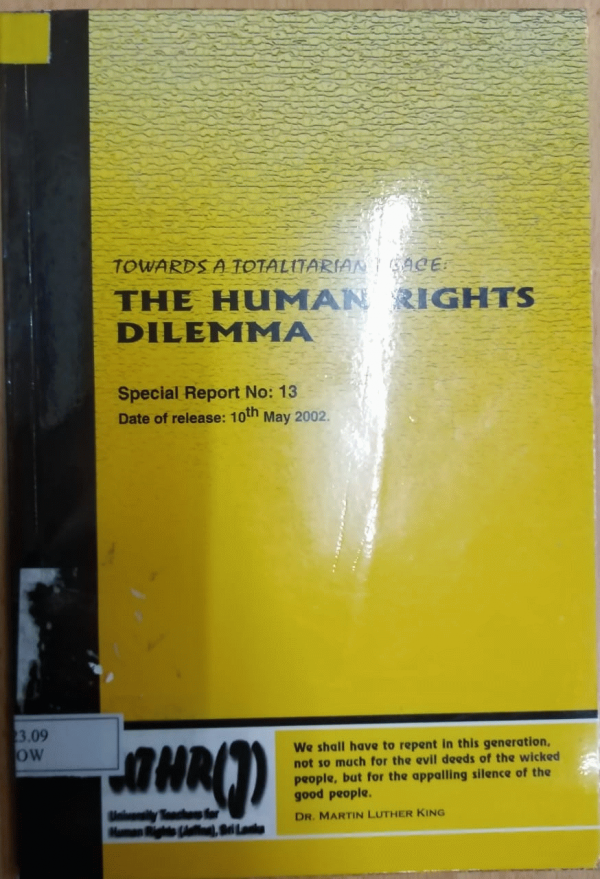 TOWARDS A TOTALITARIAN PEACE:
THE HUMAN RIGHTS
DILEMMA
Special Report No: 13
Date of release: 10th May 2002.
We shall have to repent in this generation,
not so much for the evil deeds of the wicked
people, but for the appalling silence of the
good people.
DR. MARTIN LUTHER KING
23.09
OW
UTHR(J)
University Teachers for
Human Rights (Jaffna), Sri Lanka